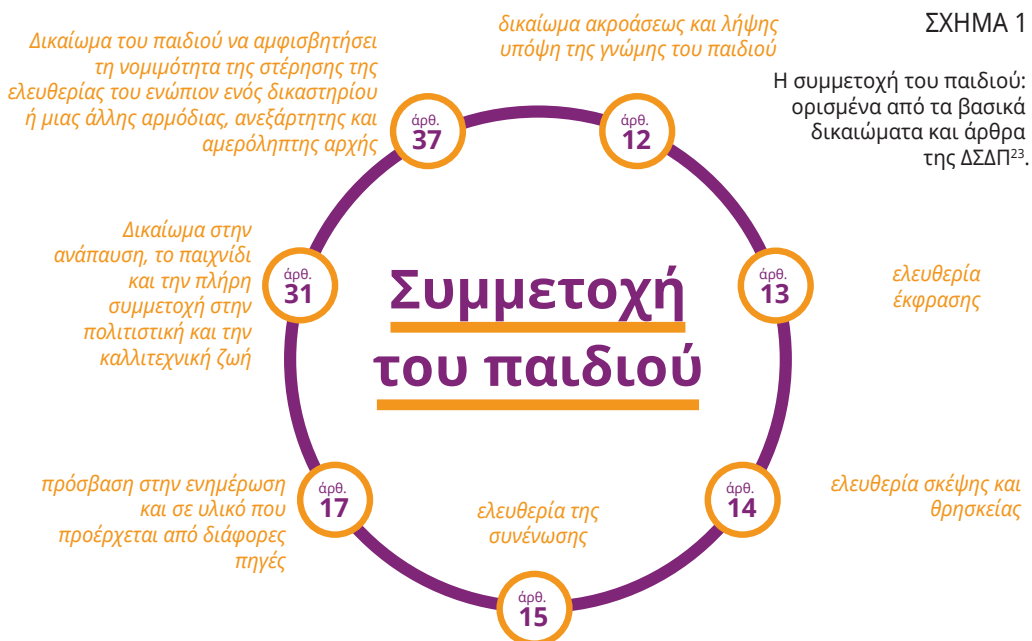 ΣΧΗΜΑ 1
Η συμμετοχή του παιδιού:
ορισμένα από τα βασικά
δικαιώματα και άρθρα
της ΔΣΔΠ23.
Συμμετοχή
του παιδιού
άρθ.
12
δικαίωμα ακροάσεως και λήψης
υπόψη της γνώμης του παιδιού
άρθ.
13
ελευθερία
έκφρασης
άρθ.
14
ελευθερία σκέψης και
θρησκείας
άρθ.
15
ελευθερία της
συνένωσης
άρθ.
17
πρόσβαση στην ενημέρωση
και σε υλικό που
προέρχεται από διάφορες
πηγές
άρθ.
31
Δικαίωμα στην
ανάπαυση, το παιχνίδι
και την πλήρη
συμμετοχή στην
πολιτιστική και την
καλλιτεχνική ζωή
άρθ.
37
Δικαίωμα του παιδιού να αμφισβητήσει
τη νομιμότητα της στέρησης της
ελευθερίας του ενώπιον ενός δικαστηρίου
ή μιας άλλης αρμόδιας, ανεξάρτητης και
αμερόληπτης αρχής